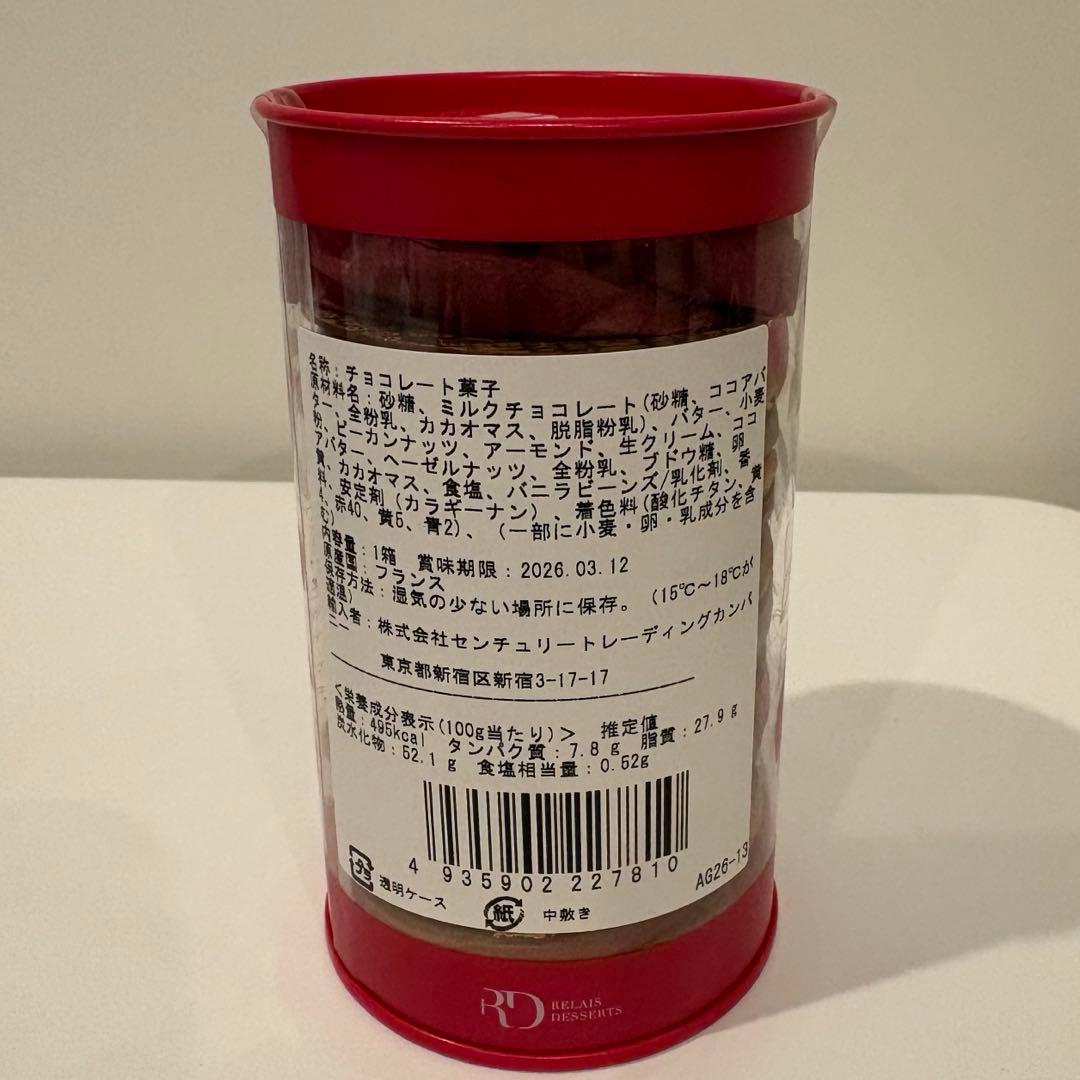 名称：チョコレート菓子
原材料名：砂糖、ミルクチョコレート(砂糖、ココアバ
ター、全粉乳、カカオマス、脱脂粉乳)、バター、小麦
粉、ピーカンナッツ、アーモンド、生クリーム、ココ
アバター、ヘーゼルナッツ、全粉乳、ブドウ糖、卵
黄、カカオマス、食塩、バニラビーンズ/乳化剤、香
料、安定剤（カラギーナン）、着色料(酸化チタン、黄
4、赤40、黄5、青2)、（一部に小麦・卵・乳成分を含
む）
内容量：1箱　賞味期限：2026.03.12
原産国：フランス
保存方法：湿気の少ない場所に保存。（15℃～18℃が
適温）
輸入者：株式会社センチュリートレーディングカンパ
ニー
東京都新宿区新宿3-17-17
＜栄養成分表示(100g当たり)＞　推定値
熱量：495kcal　タンパク質：7.8ｇ　脂質：27.9ｇ
炭水化物：52.1ｇ　食塩相当量：0.52g
4 935902 227810
AG26-13
プラ 透明ケース
紙 中敷き
RD RELAIS
DESSERTS